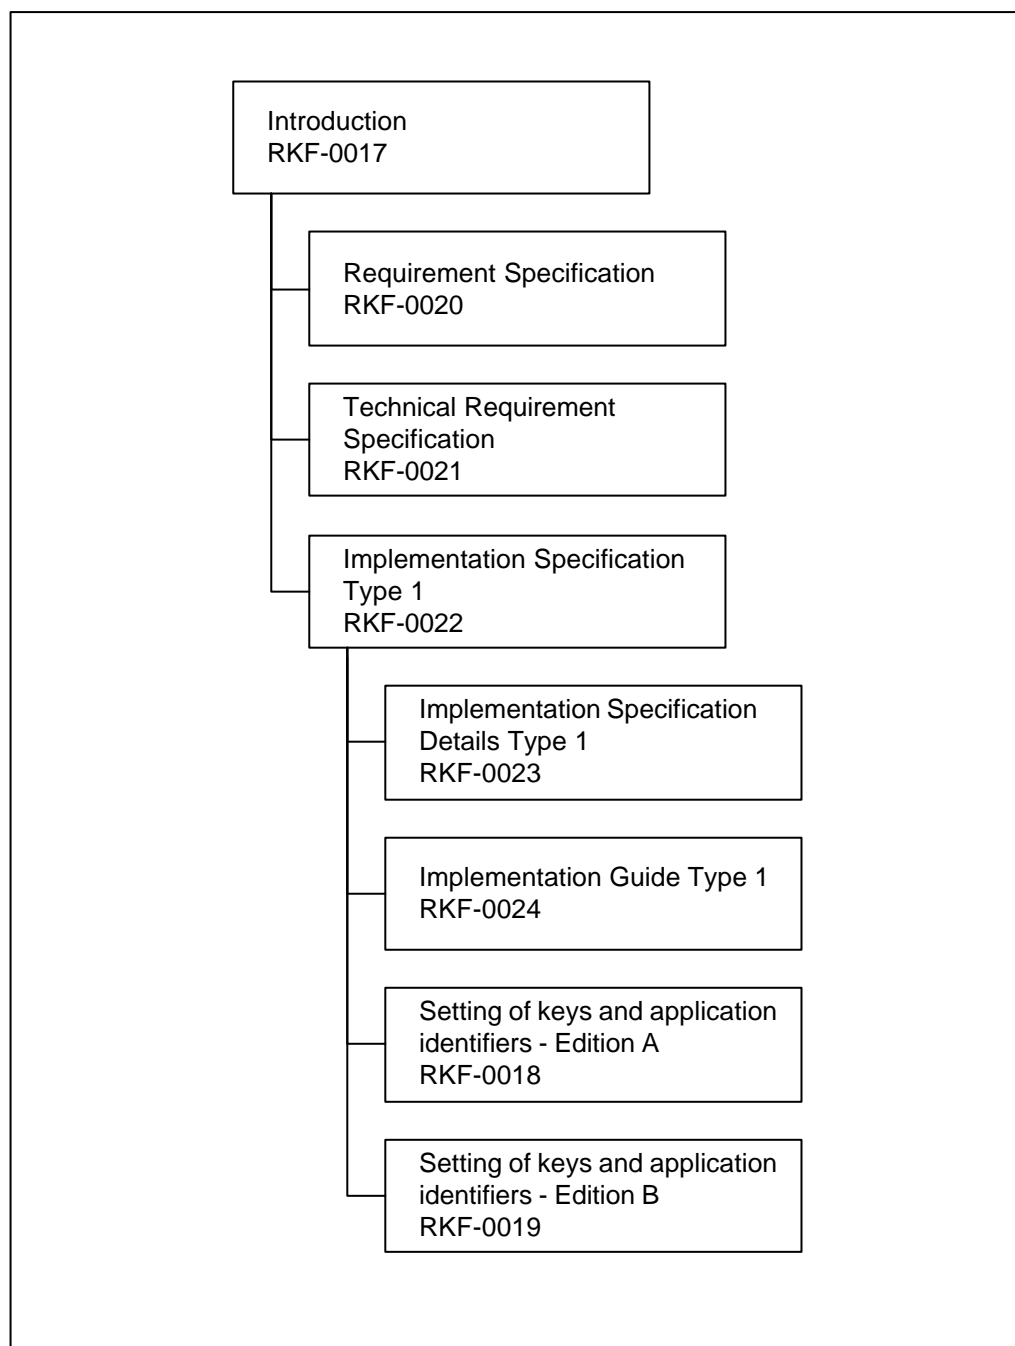 Introduction
RKF-0017
Requirement Specification
RKF-0020
Technical Requirement
Specification
RKF-0021
Implementation Specification
Type 1
RKF-0022
Implementation Specification
Details Type 1
RKF-0023
Implementation Guide Type 1
RKF-0024
Setting of keys and application
identifiers - Edition A
RKF-0018
Setting of keys and application
identifiers - Edition B
RKF-0019